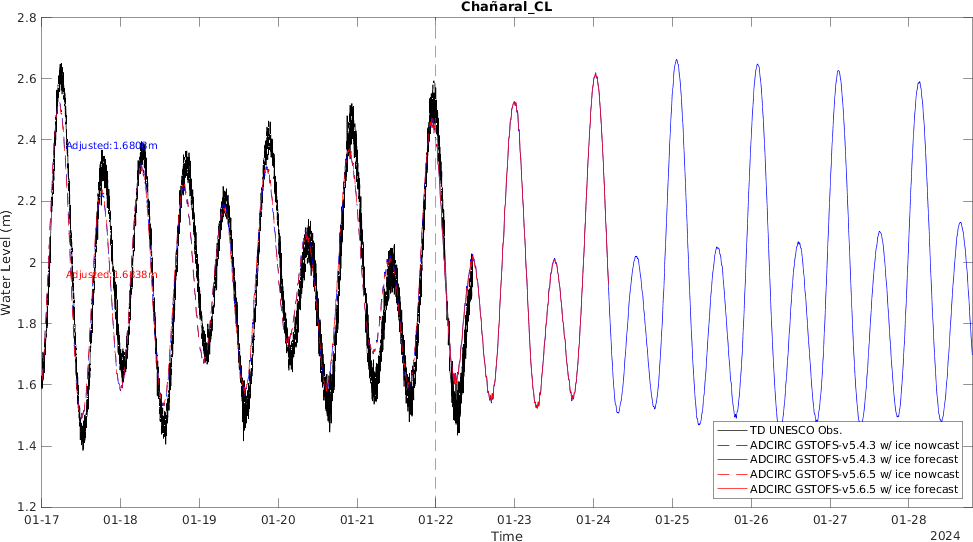 Chañaral_CL
2.8
2.6
2.4
2.2
2
1.8
1.6
1.4
1.2
Water Level (m)
Adjusted:1.6803m
Adjusted:1.6838m
TD UNESCO Obs.
ADCIRC GSTOFS-v5.4.3 w/ ice nowcast
ADCIRC GSTOFS-v5.4.3 w/ ice forecast
ADCIRC GSTOFS-v5.6.5 w/ ice nowcast
ADCIRC GSTOFS-v5.6.5 w/ ice forecast
01-17 01-18 01-19 01-20 01-21 01-22 01-23 01-24 01-25 01-26 01-27 01-28
Time
2024